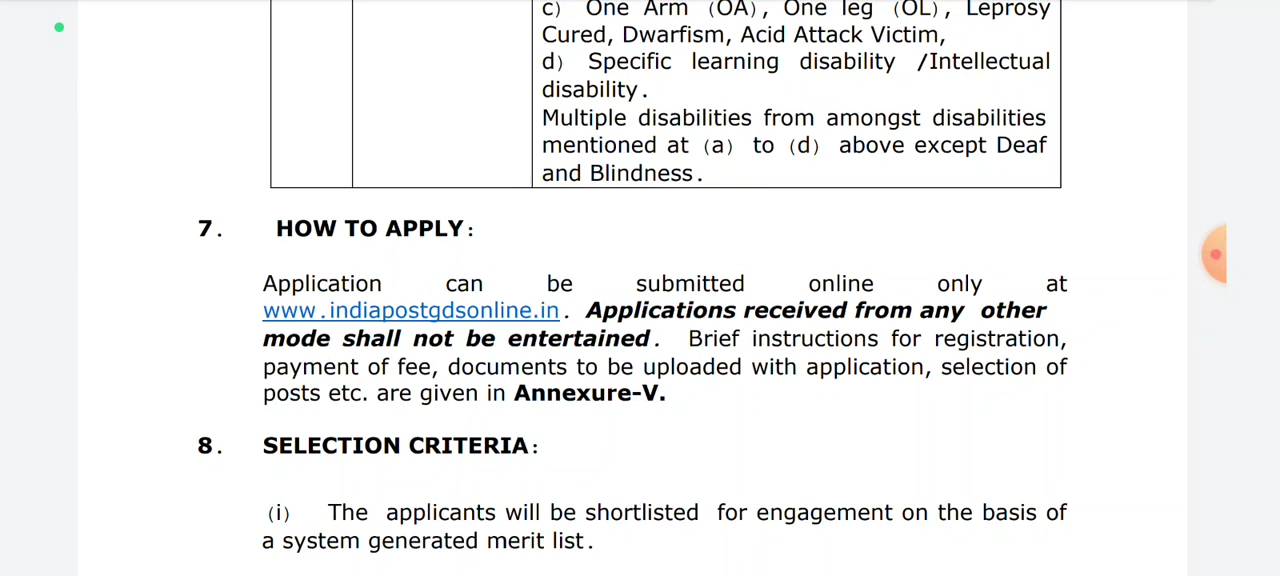 c) One Arm (OA), One leg (OL), Leprosy
Cured, Dwarfism, Acid Attack Victim,
d) Specific learning disability /Intellectual
disability.
Multiple disabilities from amongst disabilities
mentioned at (a) to (d) above except Deaf
and Blindness.
7. HOW TO APPLY:
Application can be submitted online only at
www.indiapostgdsonline.in. Applications received from any other
mode shall not be entertained. Brief instructions for registration,
payment of fee, documents to be uploaded with application, selection of
posts etc. are given in Annexure-V.
8. SELECTION CRITERIA:
(i) The applicants will be shortlisted for engagement on the basis of
a system generated merit list.